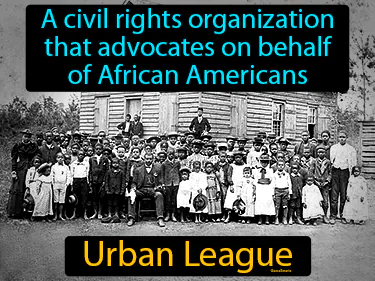 A civil rights organization
that advocates on behalf
of African Americans
Urban League